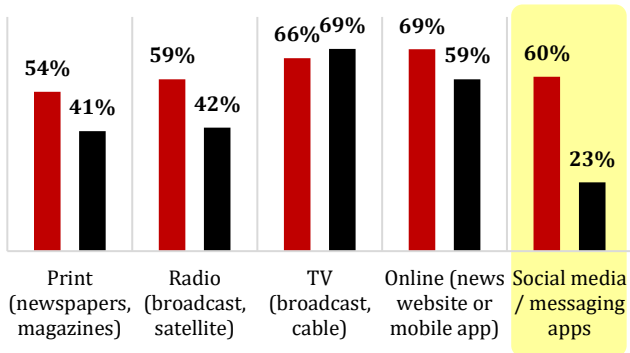 54%
41%
59%
42%
66%
69%
69%
59%
60%
23%
Print
(newspapers,
magazines)
Radio
(broadcast,
satellite)
TV
(broadcast,
cable)
Online (news
website or
mobile app)
Social media
/ messaging
apps